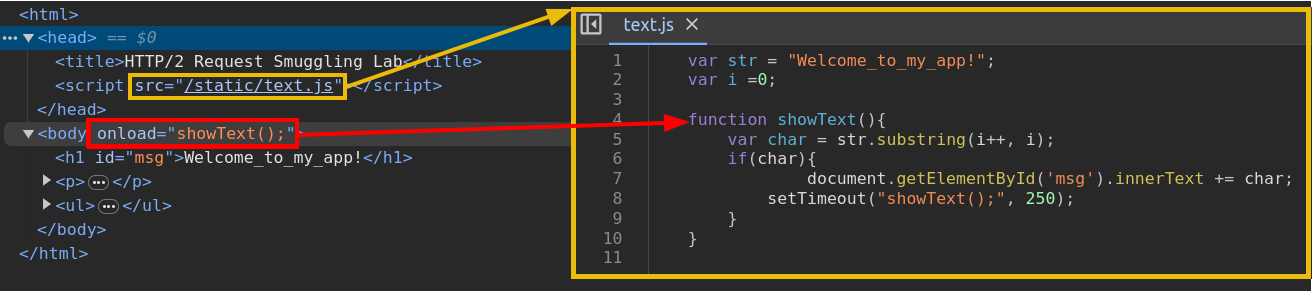 <html>
<head> == $0
<title>HTTP/2 Request Smuggling Lab</title>
<script src="/static/text.js" </script>
</head>
<body onload="showText();">
<h1 id="msg">Welcome_to_my_app!</h1>
<p>…</p>
<ul>…</ul>
</body>
</html>
text.js ×
1 var str = "Welcome_to_my_app!";
2 var i =0;
3
4 function showText(){
5 var char = str.substring(i++, i);
6 if(char){
7 document.getElementById('msg').innerText += char;
8 setTimeout("showText();", 250);
9 }
10 }
11